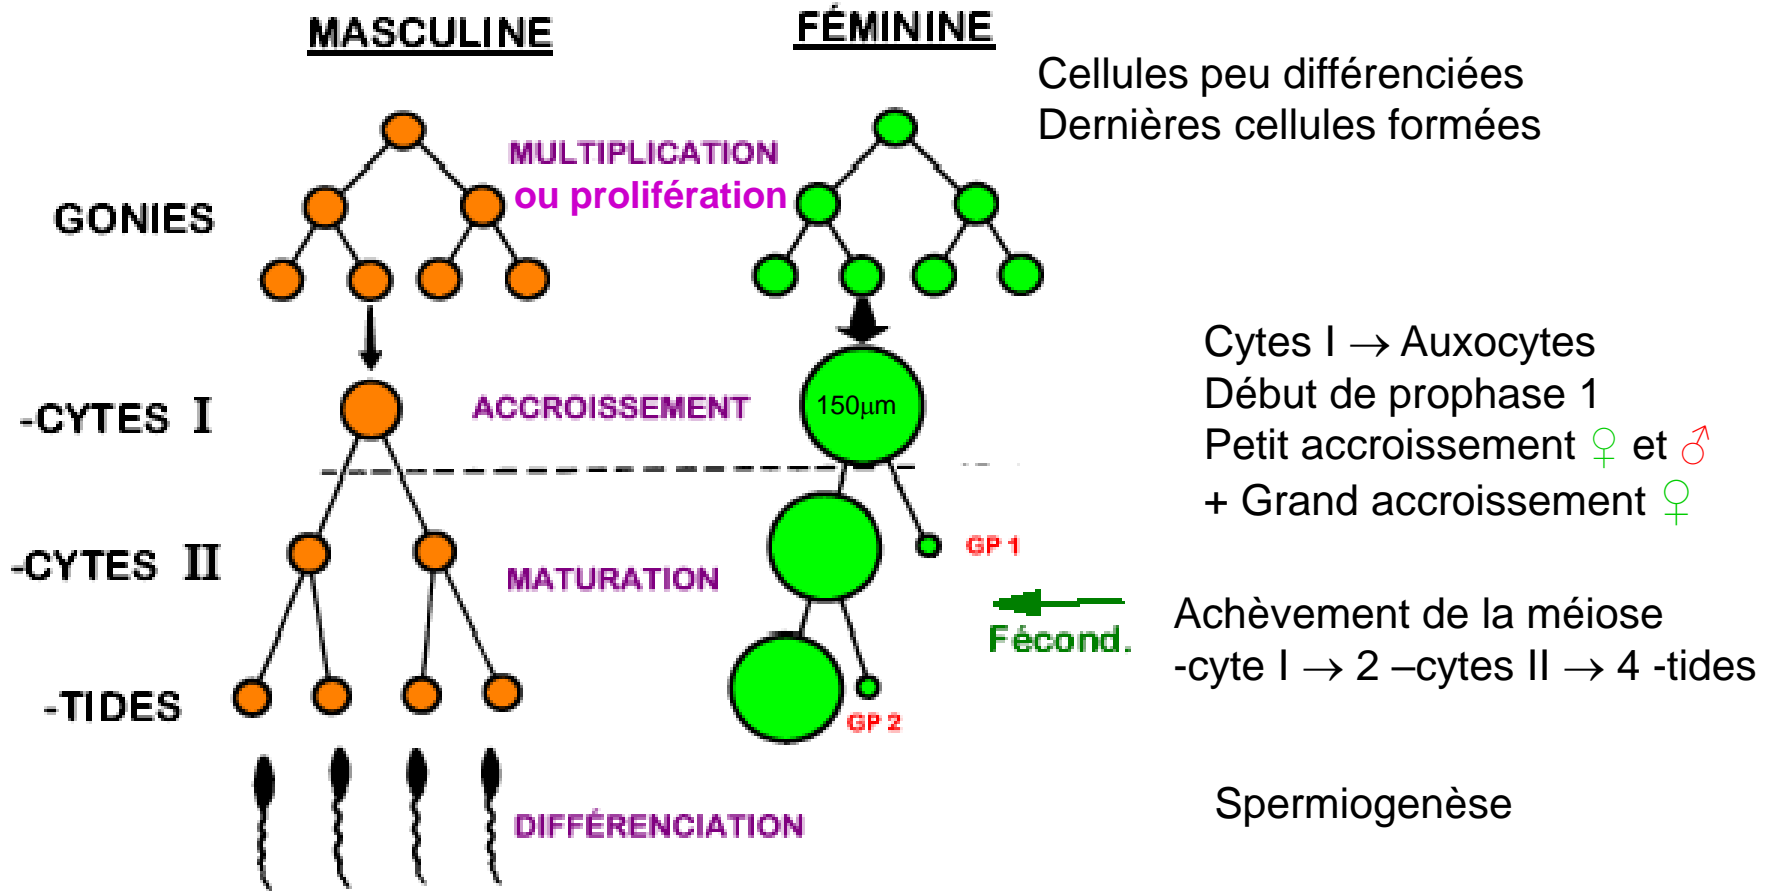 MASCULINE
FÉMININE
Cellules peu différenciées
Dernières cellules formées
MULTIPLICATION
ou prolifération
GONIES
Cytes I → Auxocytes
Début de prophase 1
Petit accroissement ♀ et ♂
+ Grand accroissement ♀
-CYTES I
ACCROISSEMENT
150µm
-CYTES II
MATURATION
GP 1
Fécond.
Achèvement de la méiose
-cyte I → 2 –cytes II → 4 -tides
-TIDES
GP 2
DIFFÉRENCIATION
Spermiogenèse